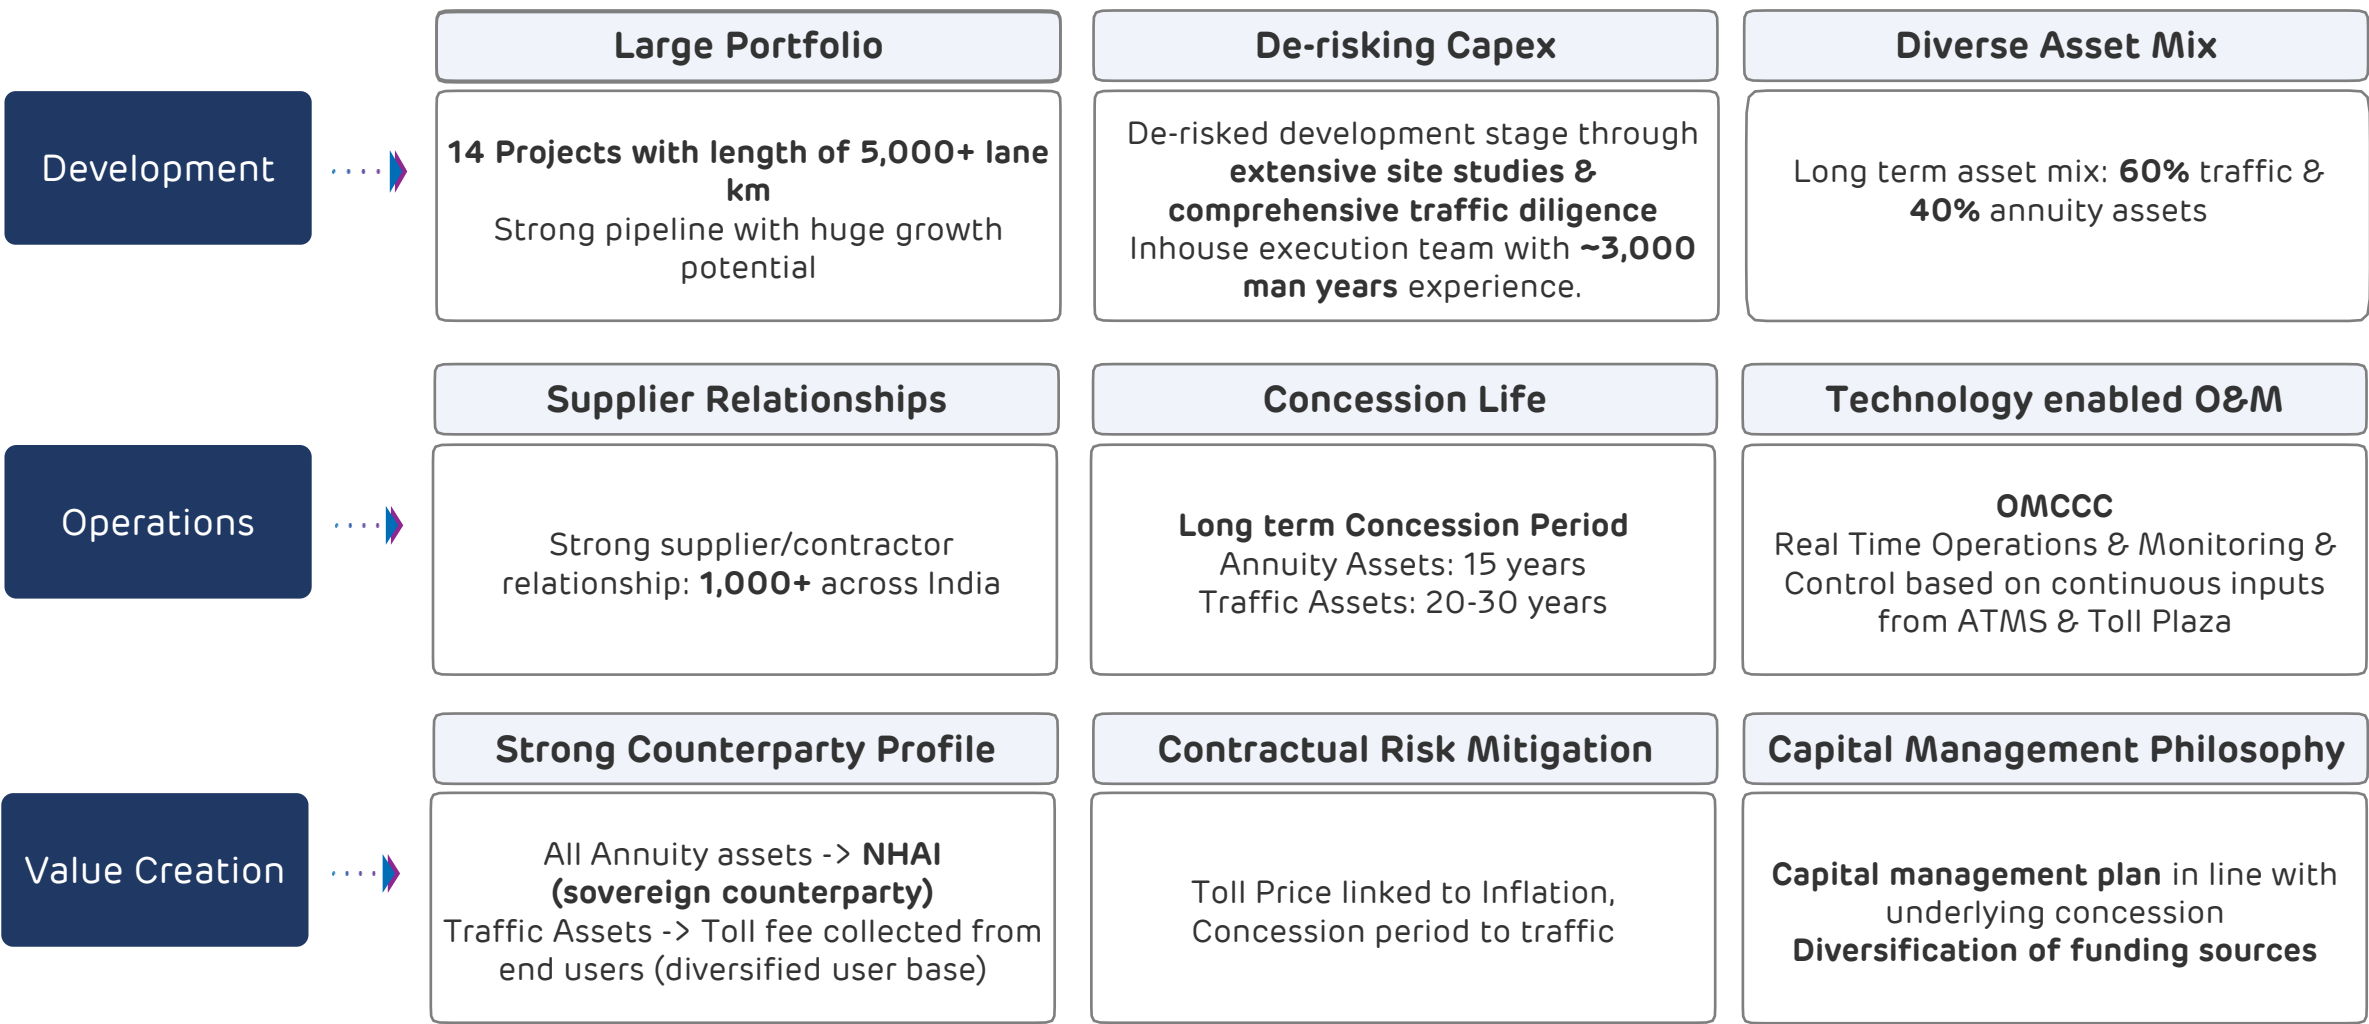 Large Portfolio
De-risking Capex
Diverse Asset Mix
Development
14 Projects with length of 5,000+ lane
km
Strong pipeline with huge growth
potential
De-risked development stage through
extensive site studies &
comprehensive traffic diligence
Inhouse execution team with ~3,000
man years experience.
Long term asset mix: 60% traffic &
40% annuity assets
Supplier Relationships
Concession Life
Technology enabled O&M
Operations
Strong supplier/contractor
relationship: 1,000+ across India
Long term Concession Period
Annuity Assets: 15 years
Traffic Assets: 20-30 years
OMCCC
Real Time Operations & Monitoring &
Control based on continuous inputs
from ATMS & Toll Plaza
Strong Counterparty Profile
Contractual Risk Mitigation
Capital Management Philosophy
Value Creation
All Annuity assets -> NHAI
(sovereign counterparty)
Traffic Assets -> Toll fee collected from
end users (diversified user base)
Toll Price linked to Inflation,
Concession period to traffic
Capital management plan in line with
underlying concession
Diversification of funding sources